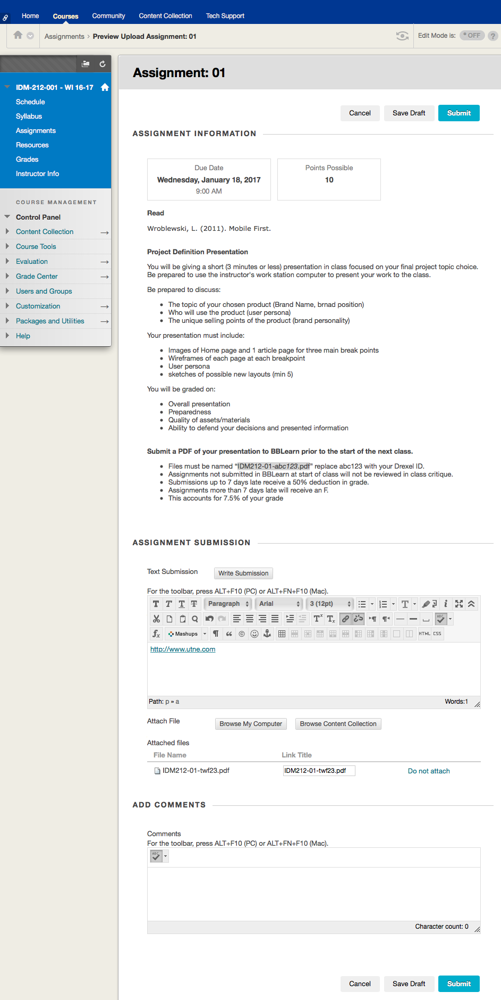 Home Courses Community Content Collection Tech Support
Assignments > Preview Upload Assignment: 01
Edit Mode is: OFF ?
Assignment: 01
IDM-212-001 - WI 16-17
Schedule
Syllabus
Assignments
Resources
Grades
Instructor Info
COURSE MANAGEMENT
Control Panel
Content Collection
Course Tools
Evaluation
Grade Center
Users and Groups
Customization
Packages and Utilities
Help
Cancel Save Draft Submit
ASSIGNMENT INFORMATION
Due Date
Wednesday, January 18, 2017
9:00 AM
Points Possible
10
Read
Wroblewski, L. (2011). Mobile First.
Project Definition Presentation
You will be giving a short (3 minutes or less) presentation in class focused on your final project topic choice.
Be prepared to use the instructor's work station computer to present your work to the class.
Be prepared to discuss:
• The topic of your chosen product (Brand Name, brnad position)
• Who will use the product (user persona)
• The unique selling points of the product (brand personality)
Your presentation must include:
• Images of Home page and 1 article page for three main break points
• Wireframes of each page at each breakpoint
• User persona
• sketches of possible new layouts (min 5)
You will be graded on:
• Overall presentation
• Preparedness
• Quality of assets/materials
• Ability to defend your decisions and presented information
Submit a PDF of your presentation to BBLearn prior to the start of the next class.
• Files must be named “IDM212-01-abc123.pdf” replace abc123 with your Drexel ID.
• Assignments not submitted in BBLearn at start of class will not be reviewed in class critique.
• Submissions up to 7 days late receive a 50% deduction in grade.
• Assignments more than 7 days late will receive an F.
• This accounts for 7.5% of your grade
ASSIGNMENT SUBMISSION
Text Submission Write Submission
For the toolbar, press ALT+F10 (PC) or ALT+FN+F10 (Mac).
T T T T Paragraph Arial 3 (12pt) T i
Tx Tx ABC
fx Mashups ¶ “ © HTML CSS
http://www.utne.com
Path: p » a Words:1
Attach File Browse My Computer Browse Content Collection
Attached files
File Name Link Title
IDM212-01-twf23.pdf IDM212-01-twf23.pdf Do not attach
ADD COMMENTS
Comments
For the toolbar, press ALT+F10 (PC) or ALT+FN+F10 (Mac).
ABC
Character count: 0
Cancel Save Draft Submit